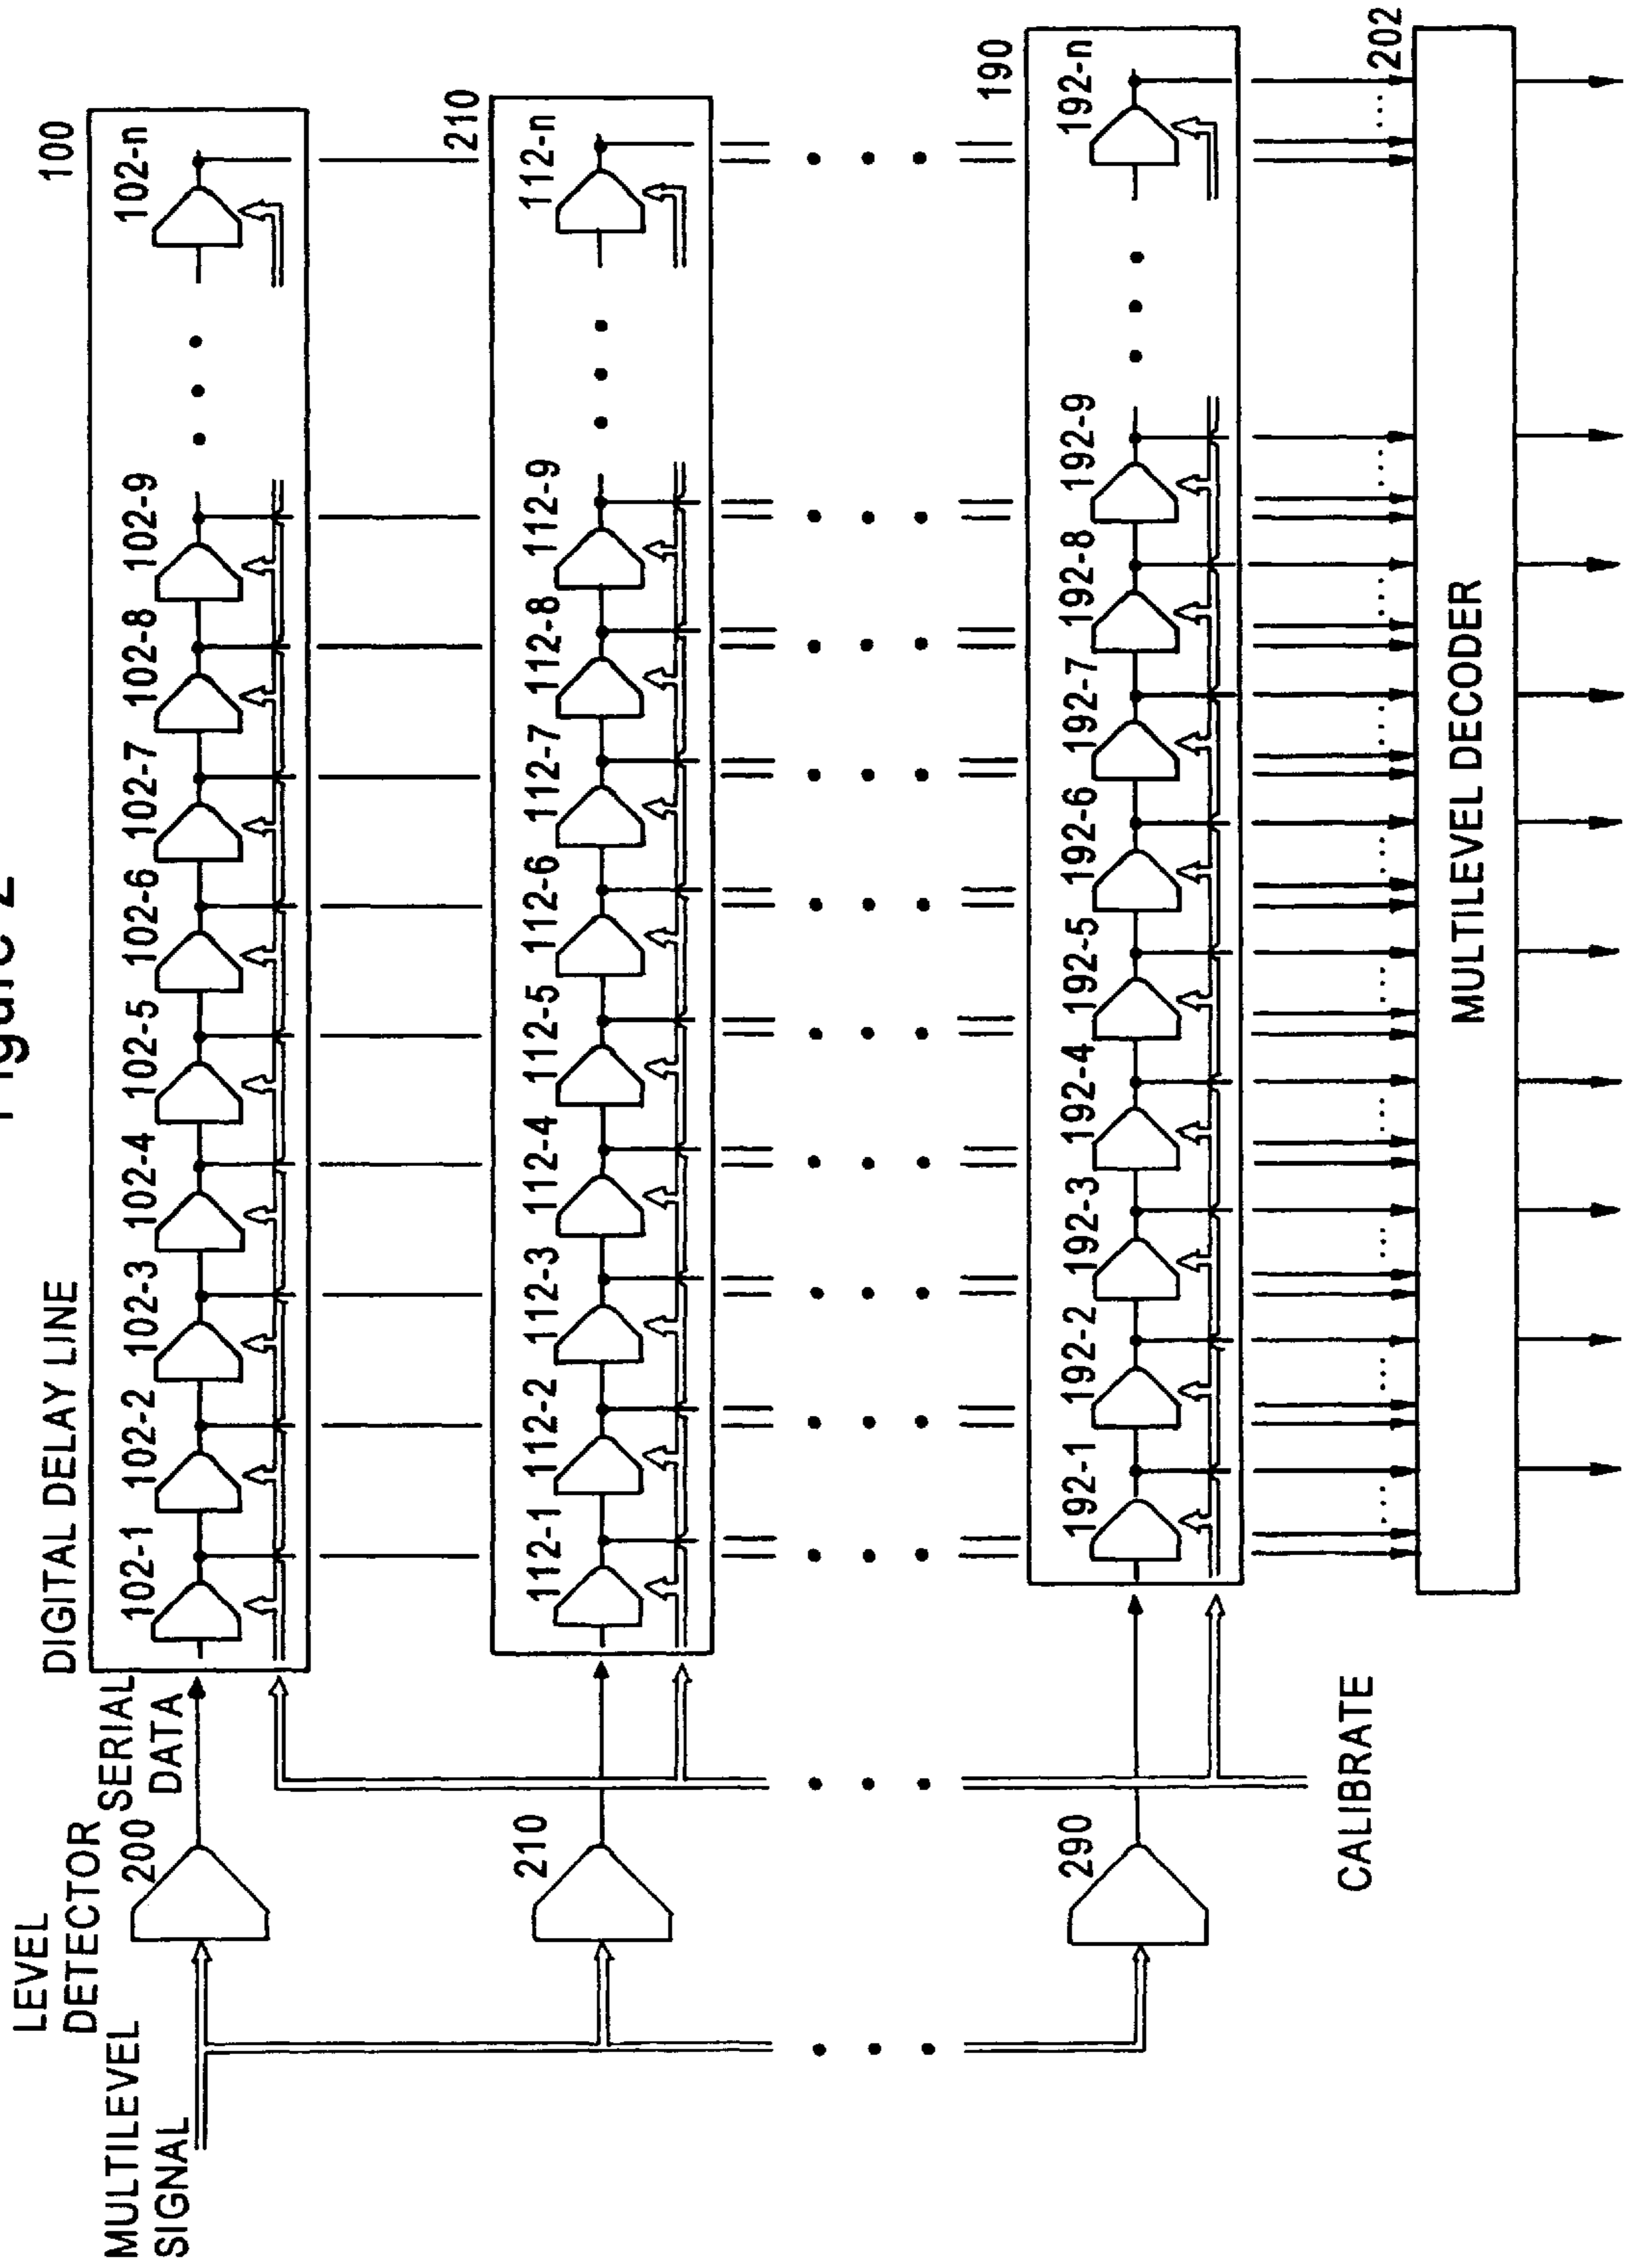 Figure 2
DIGITAL DELAY LINE
100
102-1 102-2 102-3 102-4 102-5 102-6 102-7 102-8 102-9 102-n
LEVEL
DETECTOR
200
SERIAL
DATA
MULTILEVEL
SIGNAL
210
112-1 112-2 112-3 112-4 112-5 112-6 112-7 112-8 112-9 112-n
210
190
192-1 192-2 192-3 192-4 192-5 192-6 192-7 192-8 192-9 192-n
290
CALIBRATE
202
MULTILEVEL DECODER